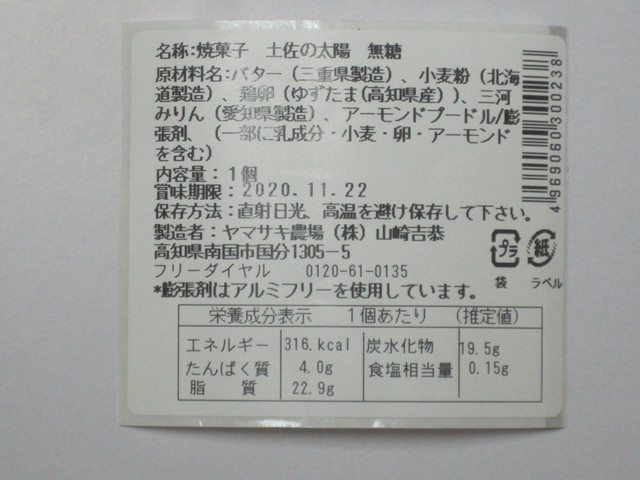 名称:焼菓子 土佐の太陽 無糖
原材料名:バター（三重県製造）、小麦粉（北海
道製造）、鶏卵（ゆずたま（高知県産））、三河
みりん（愛知県製造）、アーモンドプードル/膨
張剤、（一部に乳成分・小麦・卵・アーモンド
を含む）
内容量:1個
賞味期限:2020.11.22
保存方法:直射日光、高温を避け保存して下さい。
製造者:ヤマサキ農場（株）山崎吉恭
高知県南国市国分1305-5
フリーダイヤル 0120-61-0135
*膨張剤はアルミフリーを使用しています。
4969060300238
プラ 紙
袋 ラベル
栄養成分表示 1個あたり （推定値）
エネルギー 316.kcal 炭水化物 19.5g
たんぱく質 4.0g 食塩相当量 0.15g
脂質 22.9g